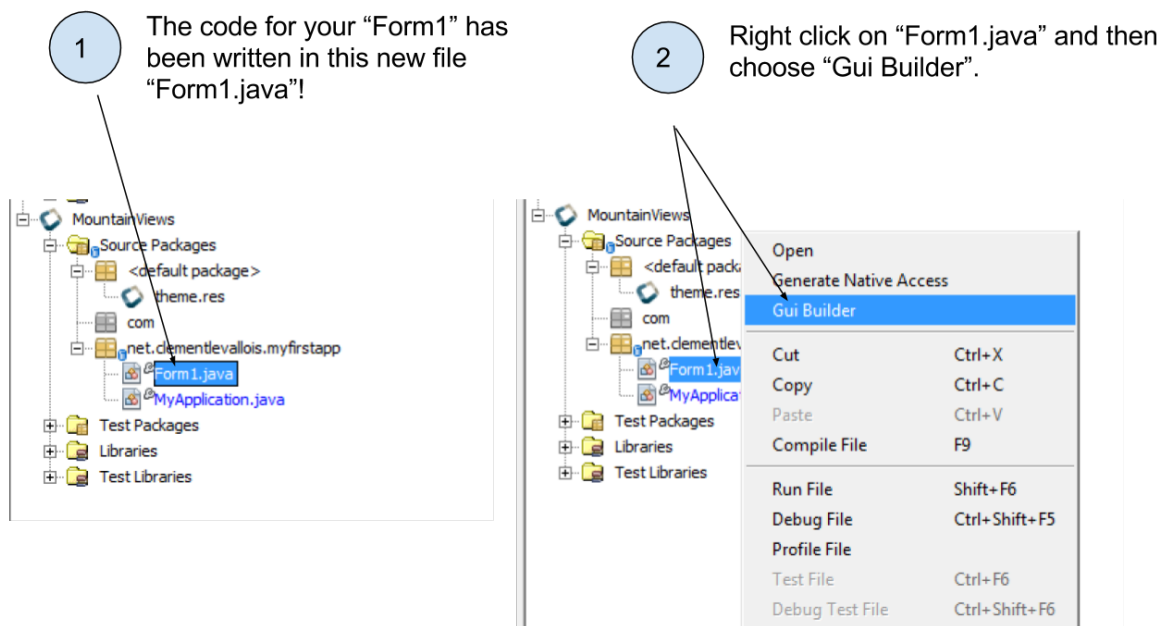 1
The code for your “Form1” has
been written in this new file
“Form1.java”!
2
Right click on “Form1.java” and then
choose “Gui Builder”.
MountainViews
Source Packages
<default package>
theme.res
com
net.clementlevallois.myfirstapp
Form1.java
MyApplication.java
Test Packages
Libraries
Test Libraries
MountainViews
Source Packages
<default pack
theme.res
com
net.clementlev
Form1.jav
MyApplica
Test Packages
Libraries
Test Libraries
Open
Generate Native Access
Gui Builder
Cut Ctrl+X
Copy Ctrl+C
Paste Ctrl+V
Compile File F9
Run File Shift+F6
Debug File Ctrl+Shift+F5
Profile File
Test File Ctrl+F6
Debug Test File Ctrl+Shift+F6